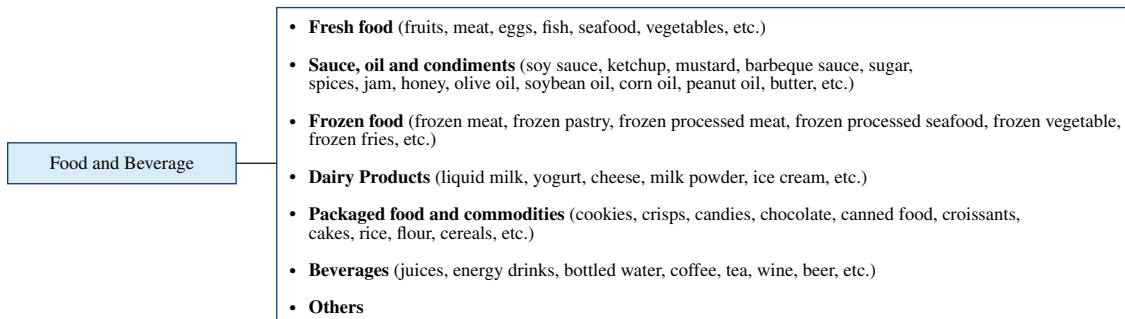 • Fresh food (fruits, meat, eggs, fish, seafood, vegetables, etc.)
• Sauce, oil and condiments (soy sauce, ketchup, mustard, barbeque sauce, sugar,
spices, jam, honey, olive oil, soybean oil, corn oil, peanut oil, butter, etc.)
• Frozen food (frozen meat, frozen pastry, frozen processed meat, frozen processed seafood, frozen vegetable,
frozen fries, etc.)
Food and Beverage
• Dairy Products (liquid milk, yogurt, cheese, milk powder, ice cream, etc.)
• Packaged food and commodities (cookies, crisps, candies, chocolate, canned food, croissants,
cakes, rice, flour, cereals, etc.)
• Beverages (juices, energy drinks, bottled water, coffee, tea, wine, beer, etc.)
• Others